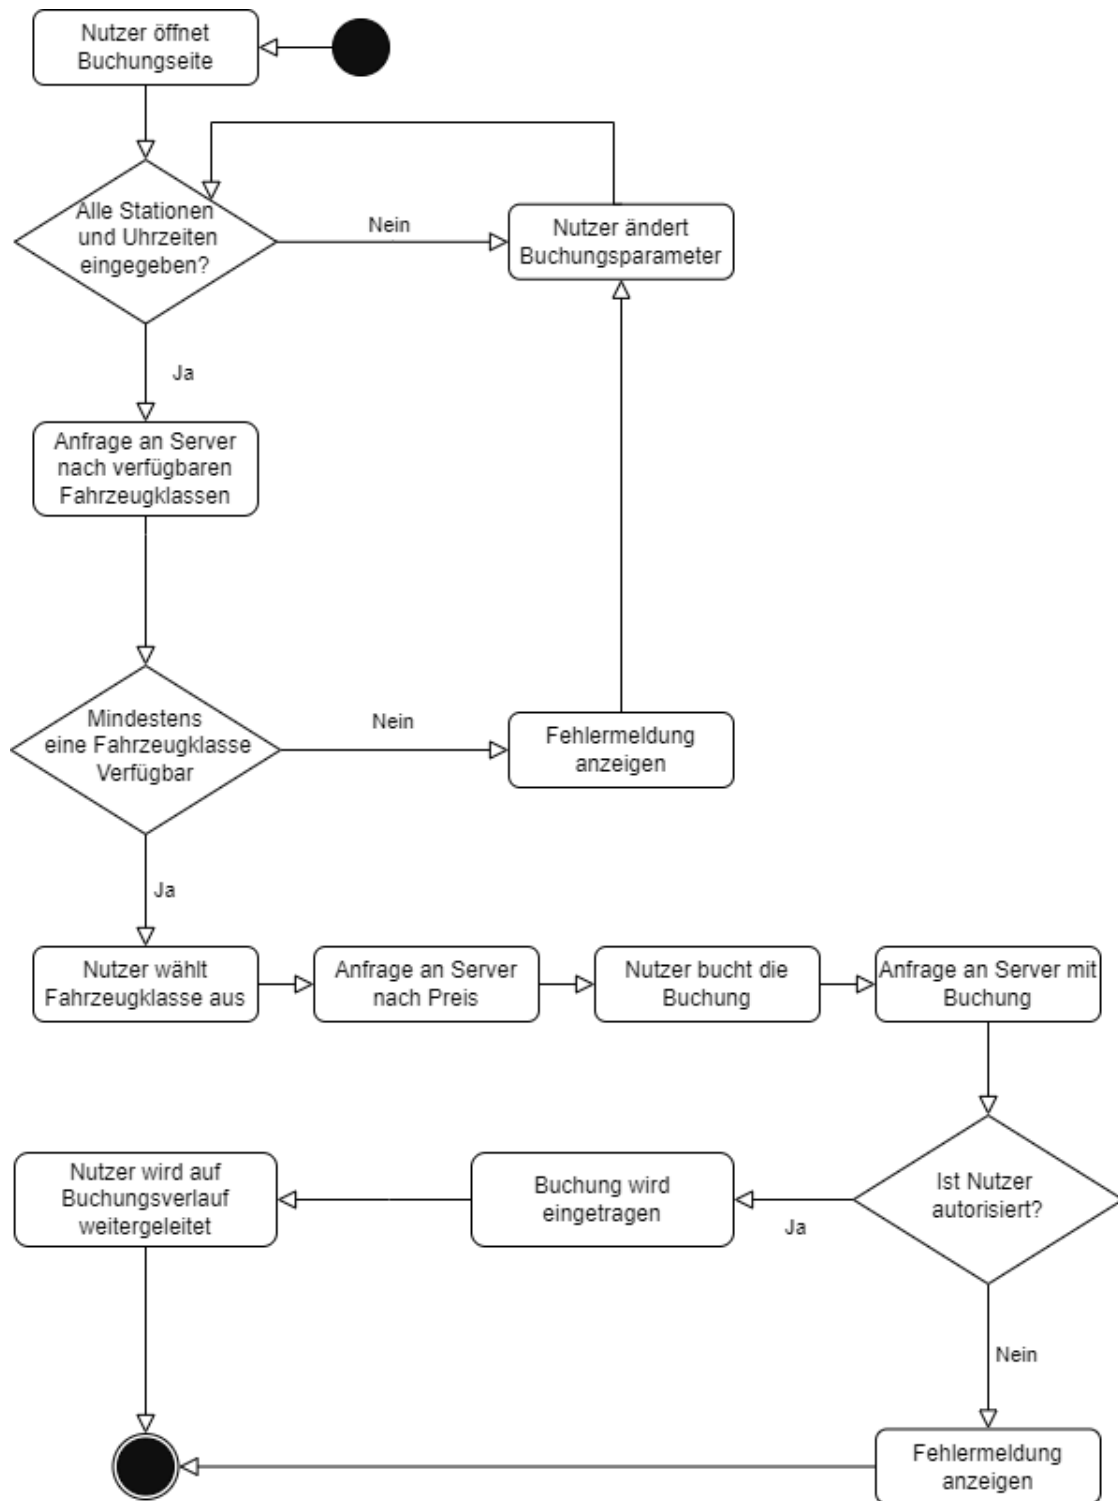 Nutzer öffnet
Buchungseite
Alle Stationen
und Uhrzeiten
eingegeben?
Nein
Nutzer ändert
Buchungsparameter
Ja
Anfrage an Server
nach verfügbaren
Fahrzeugklassen
Mindestens
eine Fahrzeugklasse
Verfügbar
Nein
Fehlermeldung
anzeigen
Ja
Nutzer wählt
Fahrzeugklasse aus
Anfrage an Server
nach Preis
Nutzer bucht die
Buchung
Anfrage an Server mit
Buchung
Ist Nutzer
autorisiert?
Ja
Buchung wird
eingetragen
Nutzer wird auf
Buchungsverlauf
weitergeleitet
Nein
Fehlermeldung
anzeigen